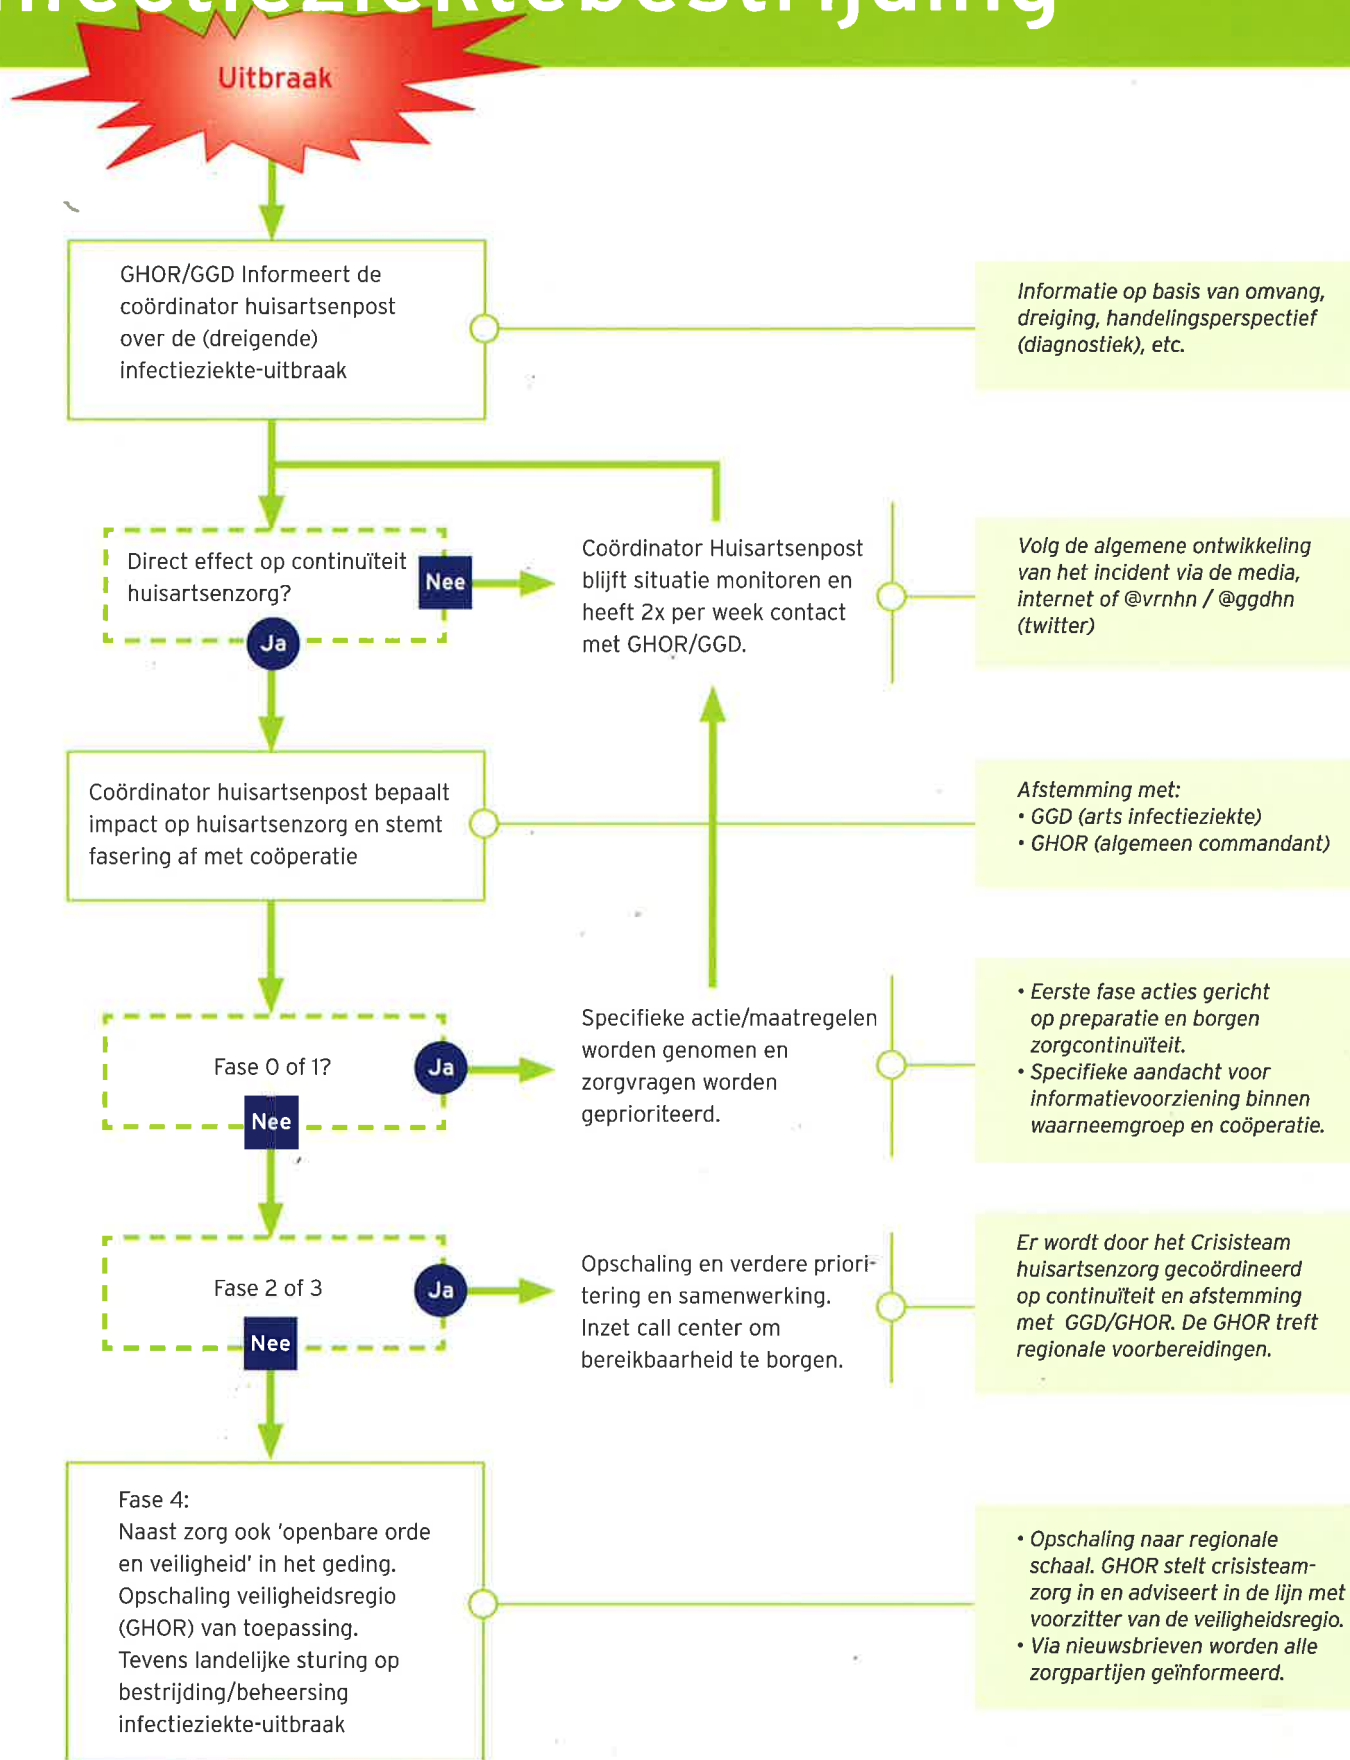 nfectieziektebestrijding
Uitbraak
GHOR/GGD Informeert de
coördinator huisartsenpost
over de (dreigende)
infectieziekte-uitbraak
Informatie op basis van omvang,
dreiging, handelingsperspectief
(diagnostiek), etc.
Direct effect op continuïteit
huisartsenzorg?
Nee
Ja
Coördinator Huisartsenpost
blijft situatie monitoren en
heeft 2x per week contact
met GHOR/GGD.
Volg de algemene ontwikkeling
van het incident via de media,
internet of @vrnhn / @ggdhn
(twitter)
Coördinator huisartsenpost bepaalt
impact op huisartsenzorg en stemt
fasering af met coöperatie
Afstemming met:
• GGD (arts infectieziekte)
• GHOR (algemeen commandant)
Fase 0 of 1?
Ja
Nee
Specifieke actie/maatregelen
worden genomen en
zorgvragen worden
geprioriteerd.
• Eerste fase acties gericht
op preparatie en borgen
zorgcontinuïteit.
• Specifieke aandacht voor
informatievoorziening binnen
waarneemgroep en coöperatie.
Fase 2 of 3
Ja
Nee
Opschaling en verdere priori-
tering en samenwerking.
Inzet call center om
bereikbaarheid te borgen.
Er wordt door het Crisisteam
huisartsenzorg gecoördineerd
op continuïteit en afstemming
met GGD/GHOR. De GHOR treft
regionale voorbereidingen.
Fase 4:
Naast zorg ook 'openbare orde
en veiligheid' in het geding.
Opschaling veiligheidsregio
(GHOR) van toepassing.
Tevens landelijke sturing op
bestrijding/beheersing
infectieziekte-uitbraak
• Opschaling naar regionale
schaal. GHOR stelt crisisteam-
zorg in en adviseert in de lijn met
voorzitter van de veiligheidsregio.
• Via nieuwsbrieven worden alle
zorgpartijen geïnformeerd.